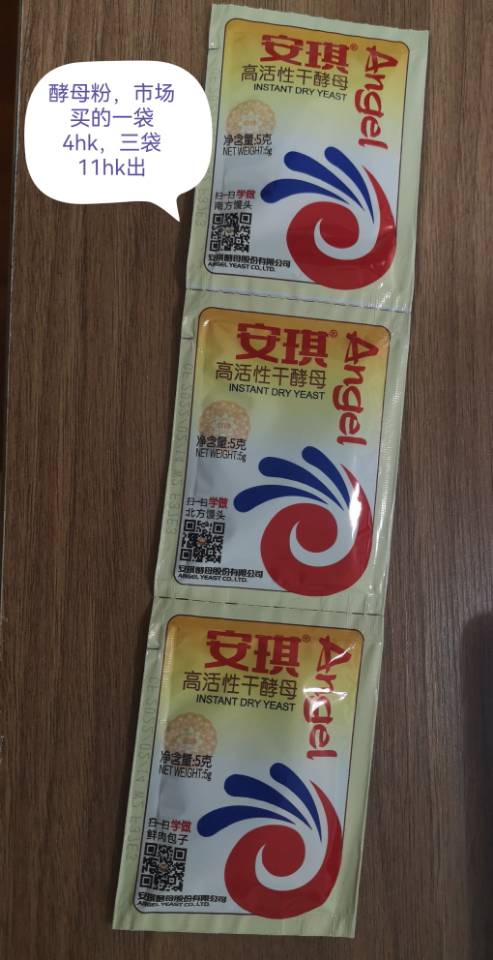 酵母粉，市场
买的一袋
4hk，三袋
11hk出
安琪®
Angel
高活性干酵母
INSTANT DRY YEAST
净含量:5克
NET WEIGHT:5g
扫一扫学做
南方馒头
安琪酵母股份有限公司
ANGEL YEAST CO.,LTD.
安琪®
Angel
高活性干酵母
INSTANT DRY YEAST
净含量:5克
NET WEIGHT:5g
扫一扫学做
北方馒头
安琪酵母股份有限公司
ANGEL YEAST CO.,LTD.
安琪®
Angel
高活性干酵母
INSTANT DRY YEAST
净含量:5克
NET WEIGHT:5g
扫一扫学做
鲜肉包子
安琪酵母股份有限公司
ANGEL YEAST CO.,LTD.